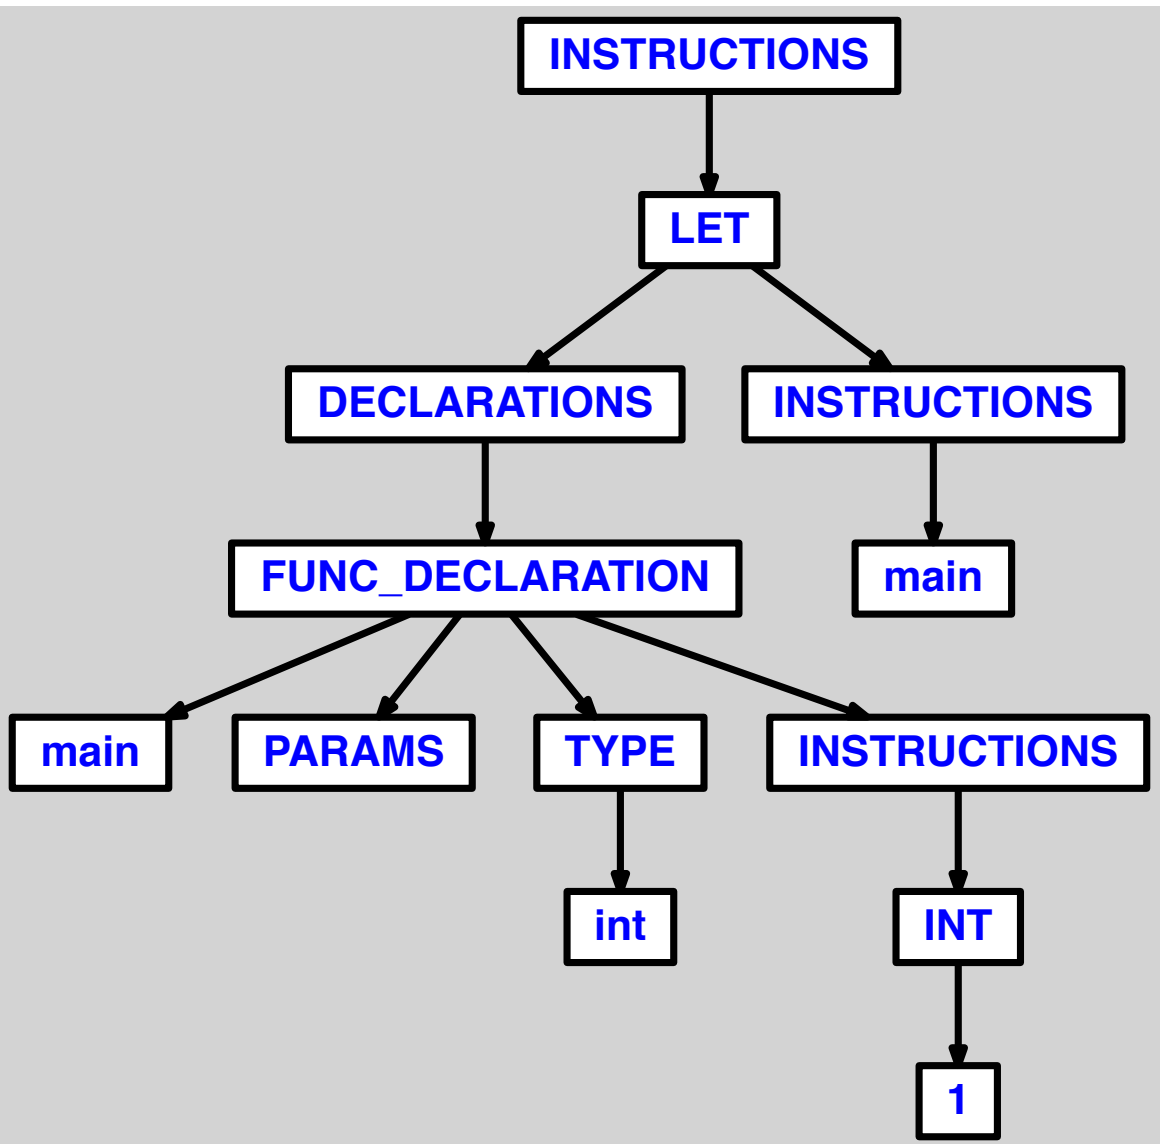 INSTRUCTIONS
LET
DECLARATIONS
INSTRUCTIONS
FUNC_DECLARATION
main
main
PARAMS
TYPE
INSTRUCTIONS
int
INT
1